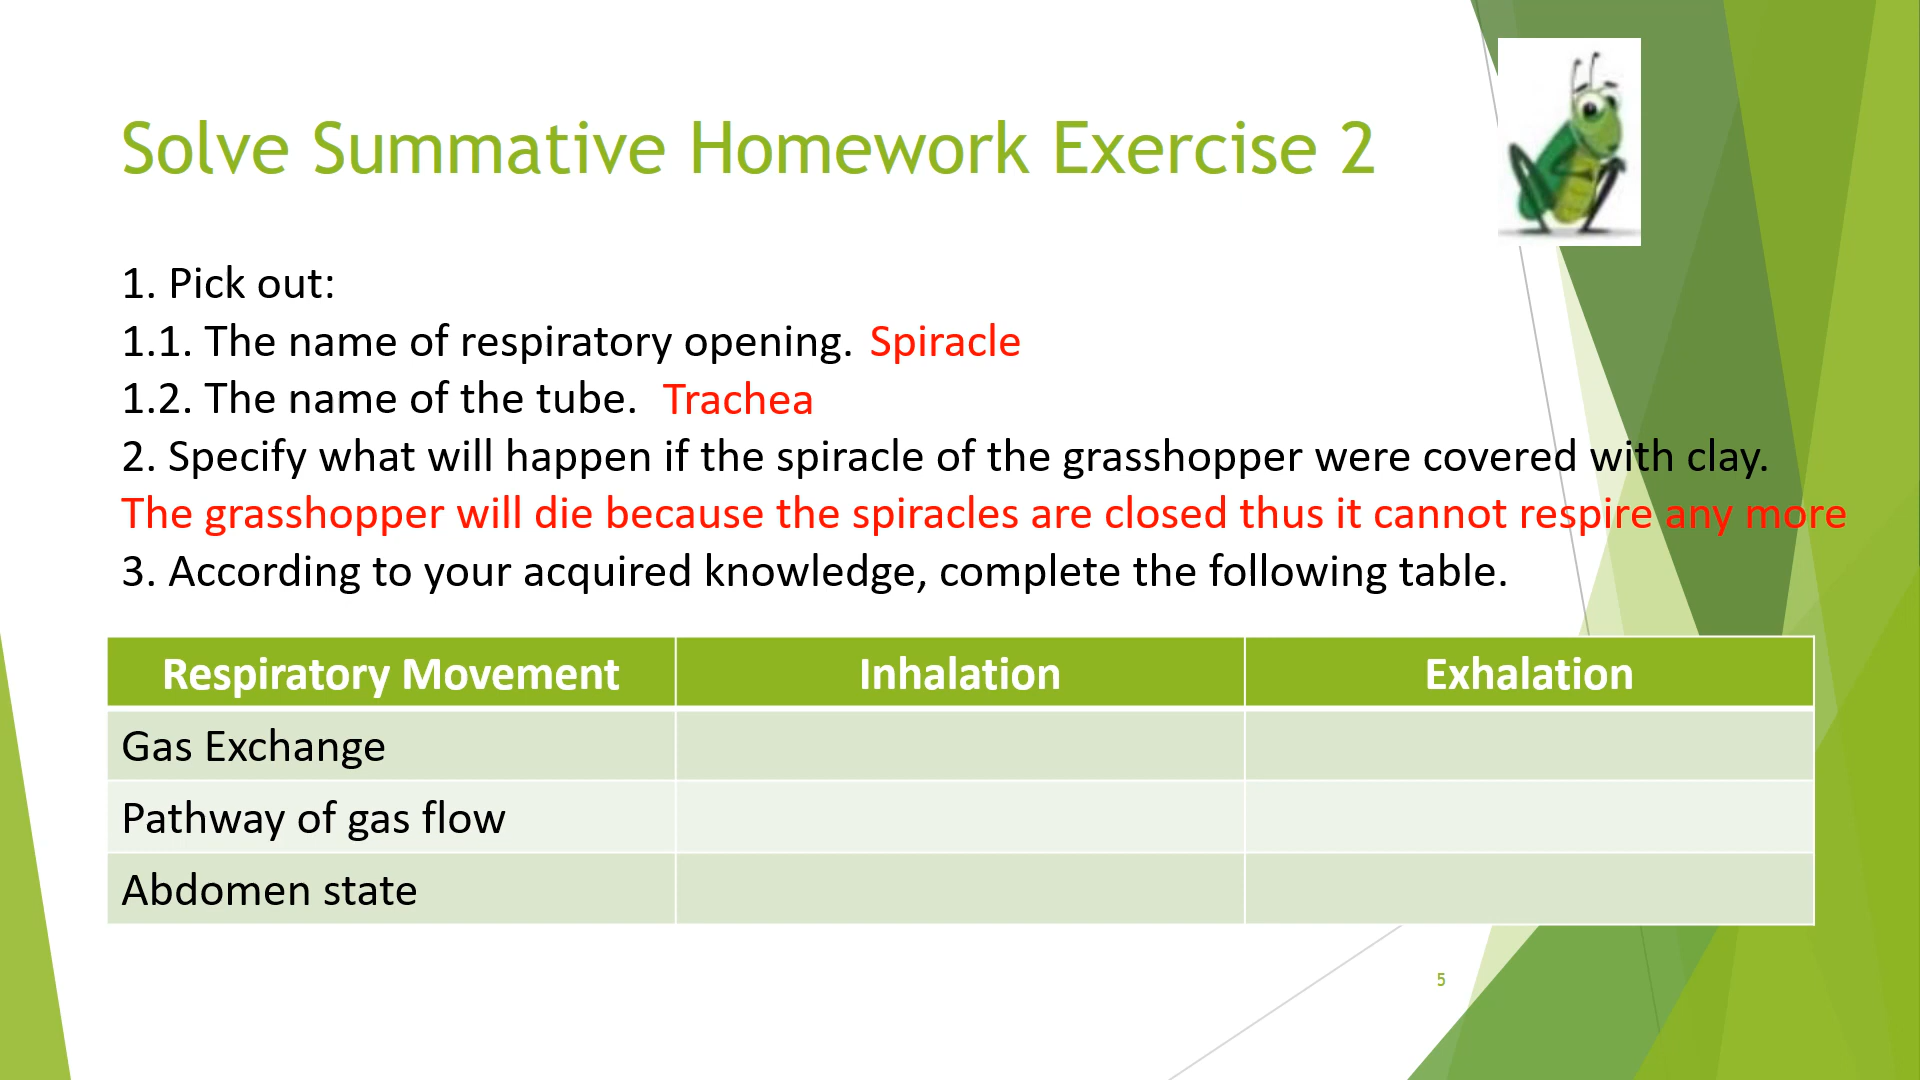 Solve Summative Homework Exercise 2
1. Pick out:
1.1. The name of respiratory opening. Spiracle
1.2. The name of the tube. Trachea
2. Specify what will happen if the spiracle of the grasshopper were covered with clay.
The grasshopper will die because the spiracles are closed thus it cannot respire any more
3. According to your acquired knowledge, complete the following table.
Respiratory Movement Inhalation Exhalation
Gas Exchange
Pathway of gas flow
Abdomen state
5